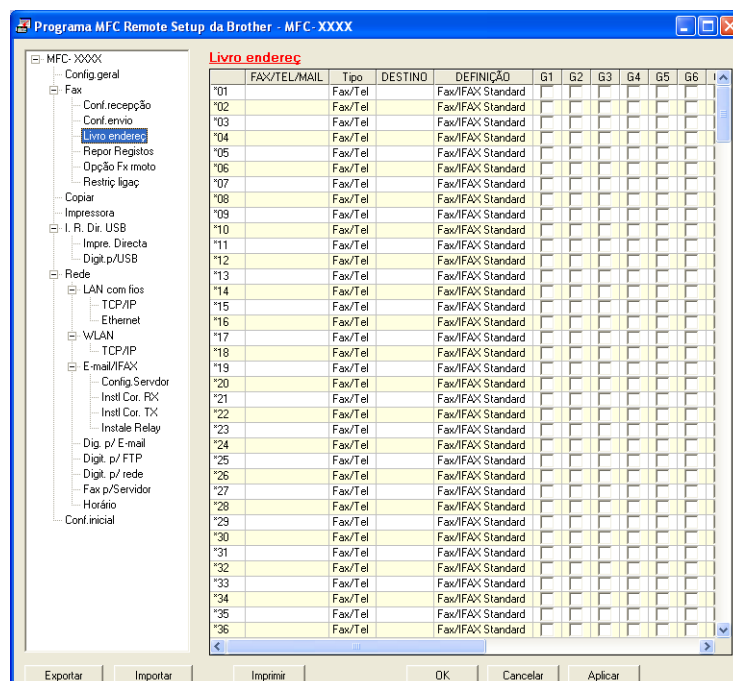 Programa MFC Remote Setup da Brother - MFC-XXXX
MFC-XXXX
Config.geral
Fax
Conf.recepção
Conf.envio
Livro endereç
Repor Registos
Opção Fx rmoto
Restriç ligaç
Copiar
Impressora
I. R. Dir. USB
Impre. Directa
Digit.p/USB
Rede
LAN com fios
TCP/IP
Ethernet
WLAN
TCP/IP
E-mail/IFAX
Config.Servdor
Instl Cor. RX
Instl Cor. TX
Instale Relay
Dig. p/ E-mail
Digit. p/ FTP
Digit. p/ rede
Fax p/Servidor
Horário
Conf.inicial
Livro endereç
FAX/TEL/MAIL Tipo DESTINO DEFINIÇÃO G1 G2 G3 G4 G5 G6
*01 Fax/Tel Fax/IFAX Standard
*02 Fax/Tel Fax/IFAX Standard
*03 Fax/Tel Fax/IFAX Standard
*04 Fax/Tel Fax/IFAX Standard
*05 Fax/Tel Fax/IFAX Standard
*06 Fax/Tel Fax/IFAX Standard
*07 Fax/Tel Fax/IFAX Standard
*08 Fax/Tel Fax/IFAX Standard
*09 Fax/Tel Fax/IFAX Standard
*10 Fax/Tel Fax/IFAX Standard
*11 Fax/Tel Fax/IFAX Standard
*12 Fax/Tel Fax/IFAX Standard
*13 Fax/Tel Fax/IFAX Standard
*14 Fax/Tel Fax/IFAX Standard
*15 Fax/Tel Fax/IFAX Standard
*16 Fax/Tel Fax/IFAX Standard
*17 Fax/Tel Fax/IFAX Standard
*18 Fax/Tel Fax/IFAX Standard
*19 Fax/Tel Fax/IFAX Standard
*20 Fax/Tel Fax/IFAX Standard
*21 Fax/Tel Fax/IFAX Standard
*22 Fax/Tel Fax/IFAX Standard
*23 Fax/Tel Fax/IFAX Standard
*24 Fax/Tel Fax/IFAX Standard
*25 Fax/Tel Fax/IFAX Standard
*26 Fax/Tel Fax/IFAX Standard
*27 Fax/Tel Fax/IFAX Standard
*28 Fax/Tel Fax/IFAX Standard
*29 Fax/Tel Fax/IFAX Standard
*30 Fax/Tel Fax/IFAX Standard
*31 Fax/Tel Fax/IFAX Standard
*32 Fax/Tel Fax/IFAX Standard
*33 Fax/Tel Fax/IFAX Standard
*34 Fax/Tel Fax/IFAX Standard
*35 Fax/Tel Fax/IFAX Standard
*36 Fax/Tel Fax/IFAX Standard
Exportar Importar Imprimir OK Cancelar Aplicar